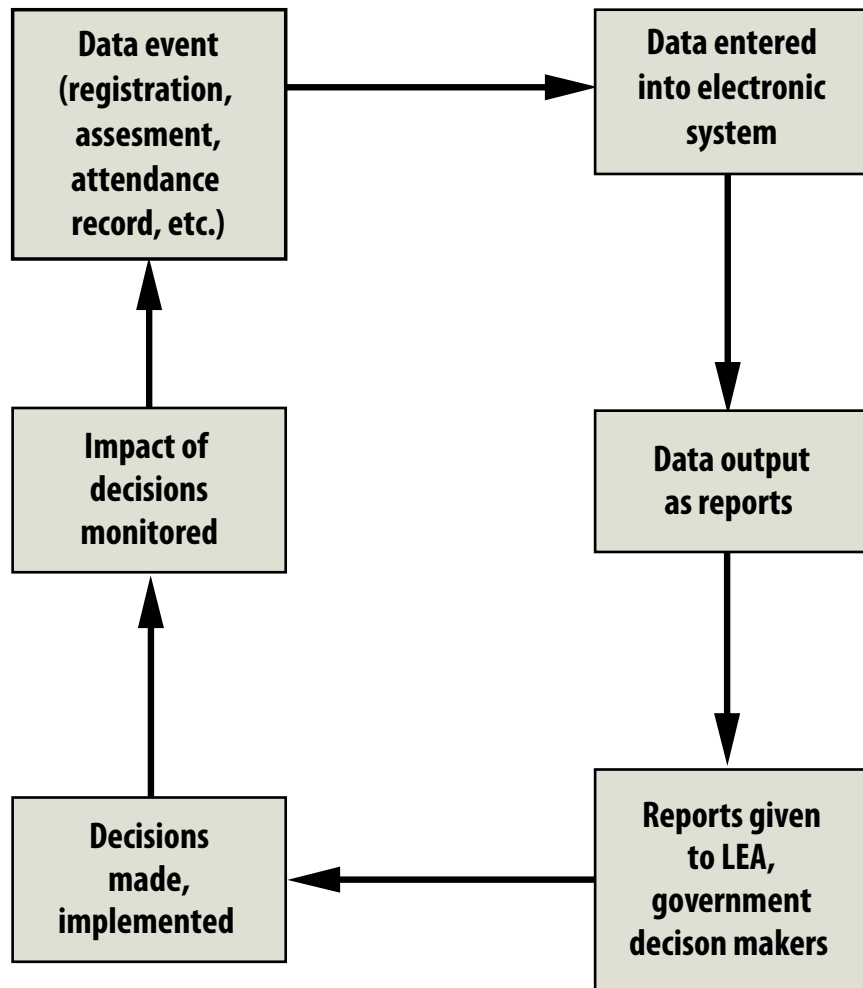 Data event
(registration,
assesment,
attendance
record, etc.)
Data entered
into electronic
system
Data output
as reports
Reports given
to LEA,
government
decison makers
Decisions
made,
implemented
Impact of
decisions
monitored